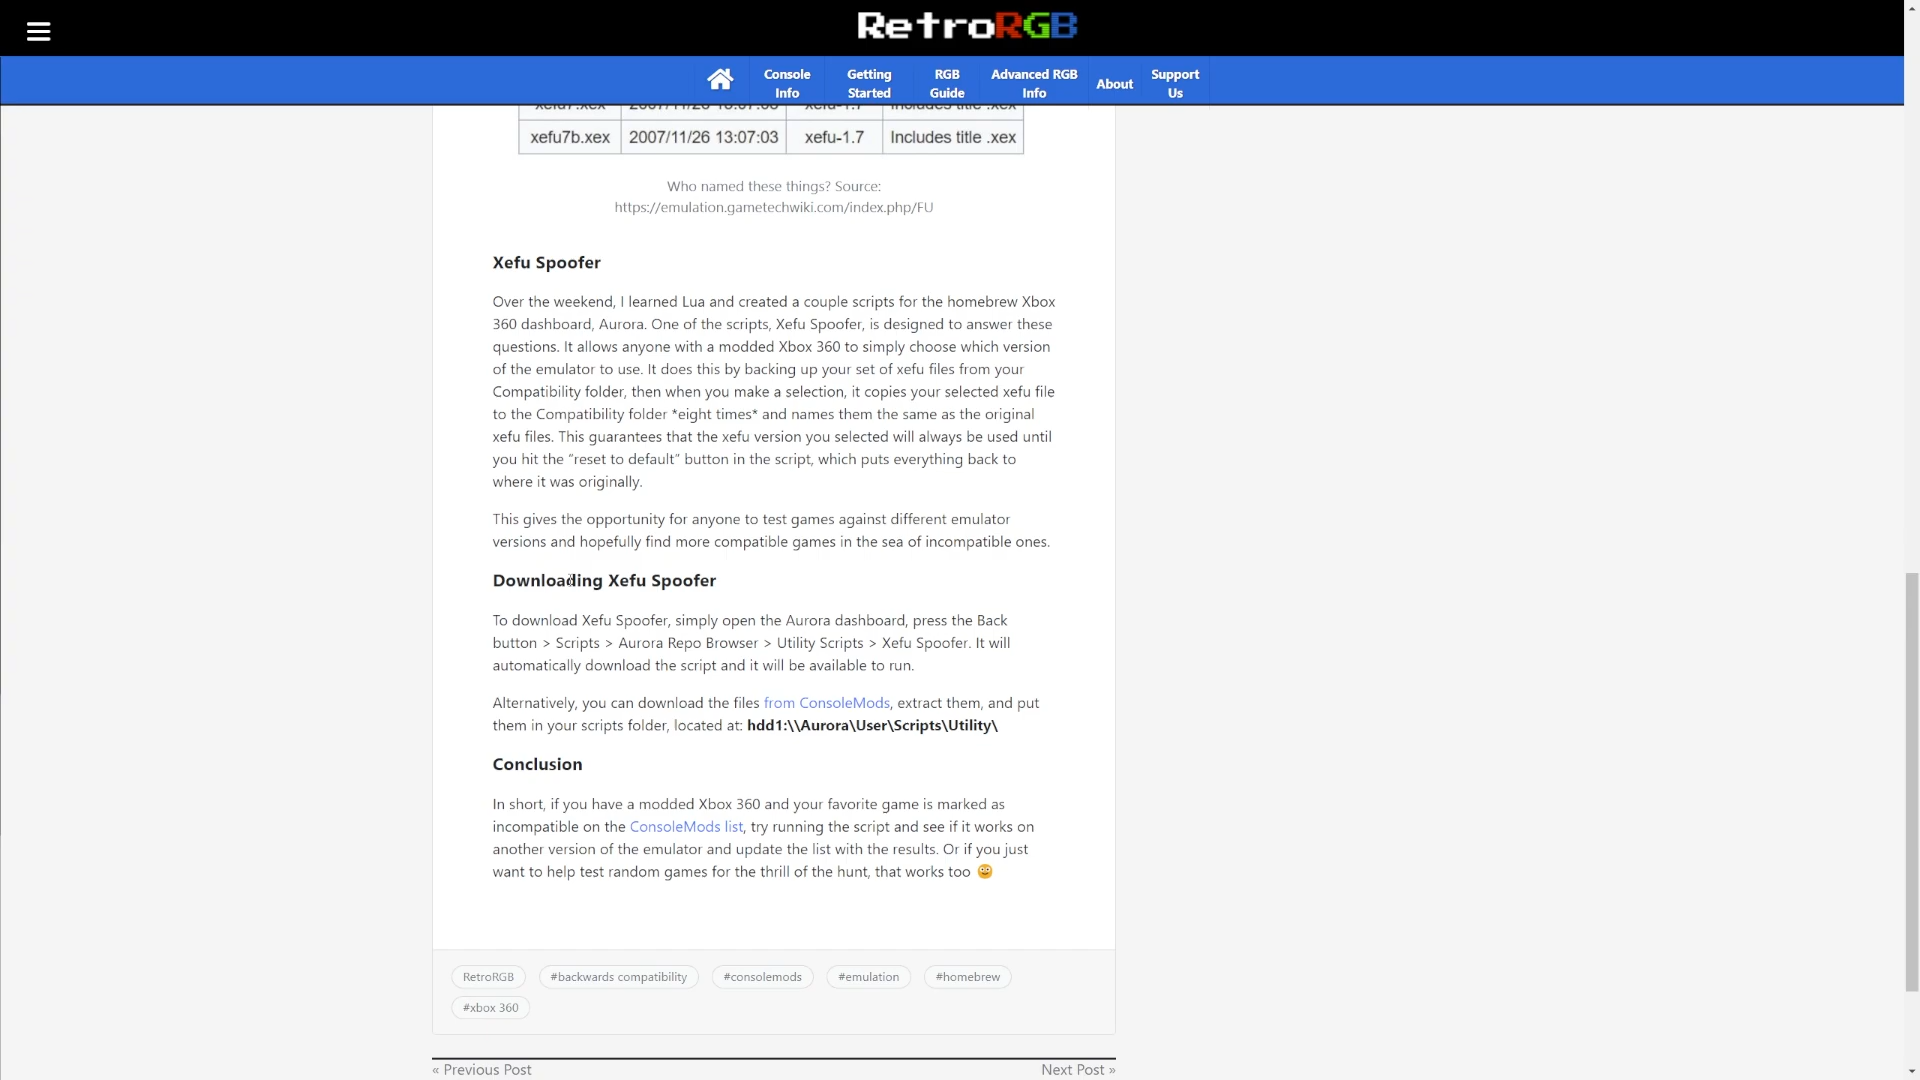 RetroRGB
Console Info
Getting Started
RGB Guide
Advanced RGB Info
About
Support Us
xefu7.xex 2007/11/26 13:07:03 xefu-1.7 Includes title .xex
xefu7b.xex 2007/11/26 13:07:03 xefu-1.7 Includes title .xex
Who named these things? Source:
https://emulation.gametechwiki.com/index.php/FU
Xefu Spoofer
Over the weekend, I learned Lua and created a couple scripts for the homebrew Xbox
360 dashboard, Aurora. One of the scripts, Xefu Spoofer, is designed to answer these
questions. It allows anyone with a modded Xbox 360 to simply choose which version
of the emulator to use. It does this by backing up your set of xefu files from your
Compatibility folder, then when you make a selection, it copies your selected xefu file
to the Compatibility folder *eight times* and names them the same as the original
xefu files. This guarantees that the xefu version you selected will always be used until
you hit the “reset to default” button in the script, which puts everything back to
where it was originally.
This gives the opportunity for anyone to test games against different emulator
versions and hopefully find more compatible games in the sea of incompatible ones.
Downloading Xefu Spoofer
To download Xefu Spoofer, simply open the Aurora dashboard, press the Back
button > Scripts > Aurora Repo Browser > Utility Scripts > Xefu Spoofer. It will
automatically download the script and it will be available to run.
Alternatively, you can download the files from ConsoleMods, extract them, and put
them in your scripts folder, located at: hdd1:\\Aurora\User\Scripts\Utility\
Conclusion
In short, if you have a modded Xbox 360 and your favorite game is marked as
incompatible on the ConsoleMods list, try running the script and see if it works on
another version of the emulator and update the list with the results. Or if you just
want to help test random games for the thrill of the hunt, that works too
RetroRGB #backwards compatibility #consolemods #emulation #homebrew
#xbox 360
« Previous Post Next Post »